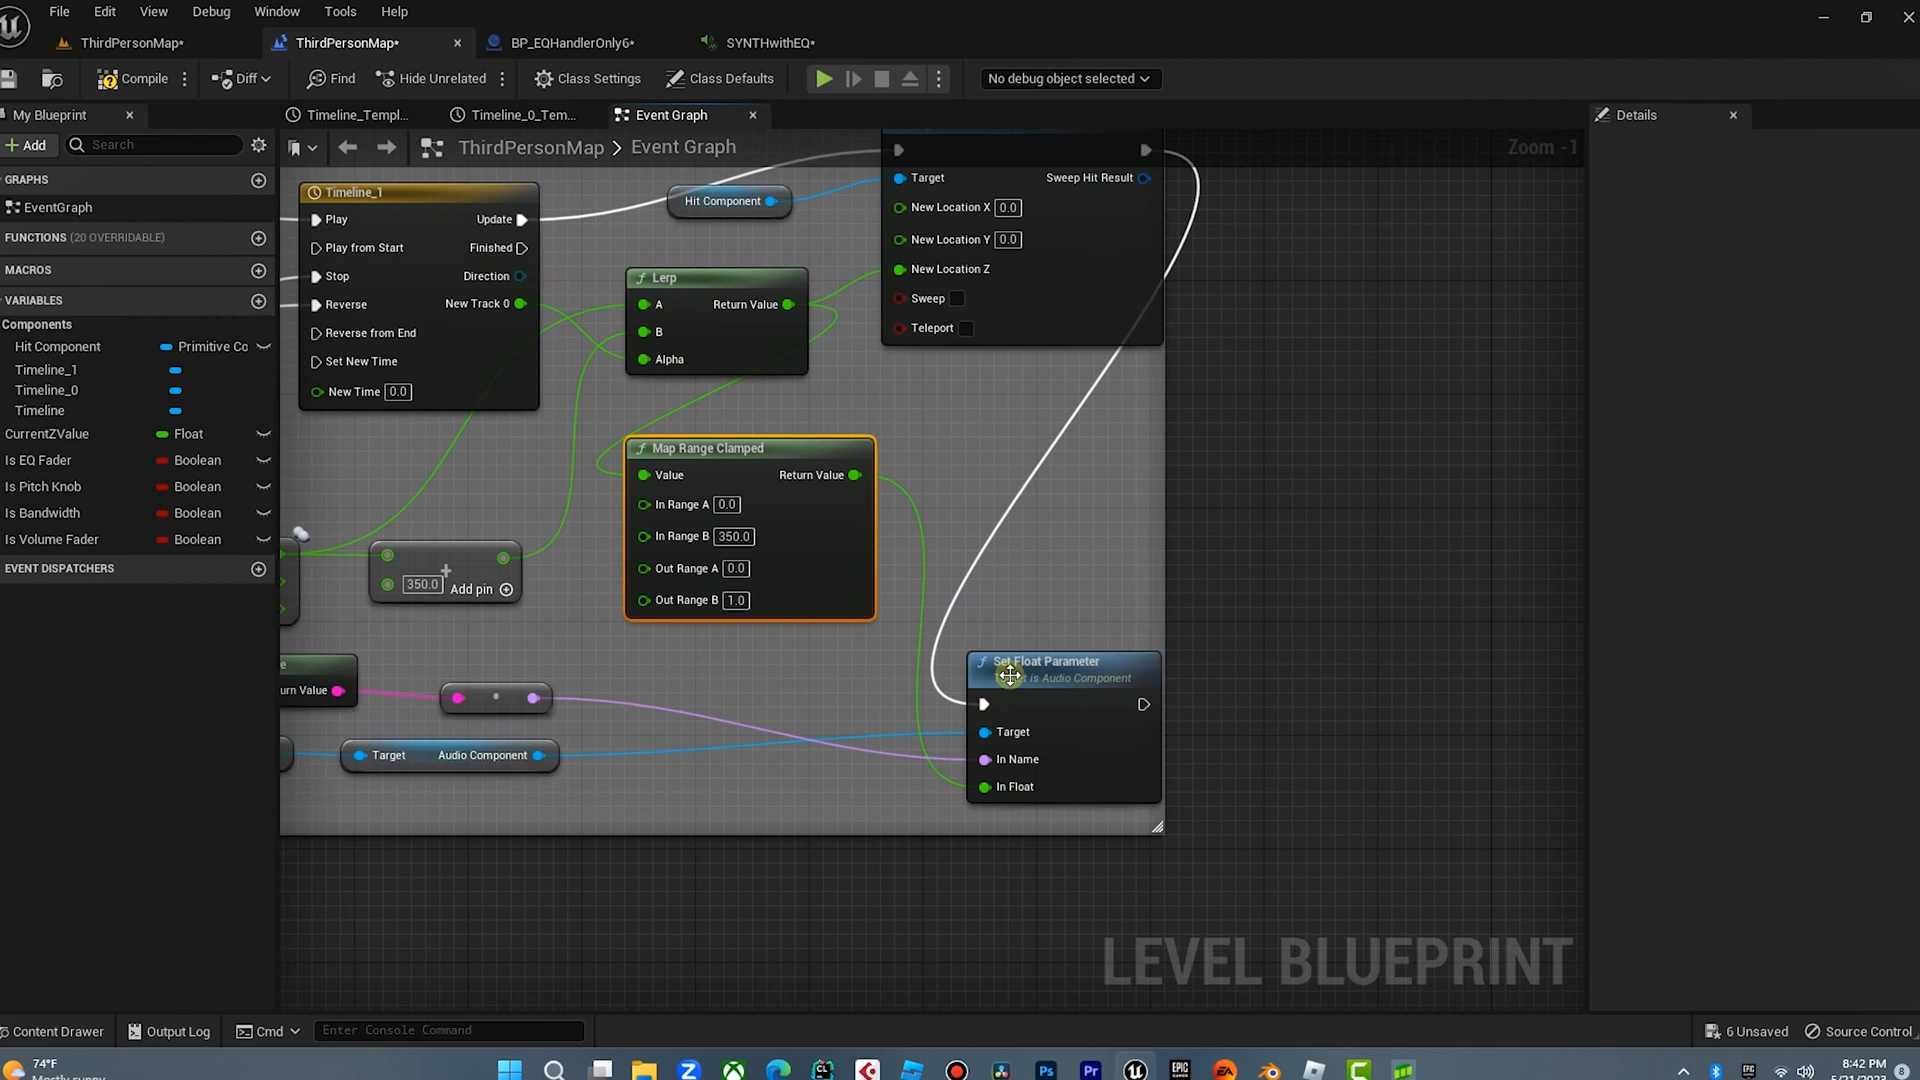 File Edit View Debug Window Tools Help
ThirdPersonMap* ThirdPersonMap* BP_EQHandlerOnly6* SYNTHwithEQ*
Compile Diff Find Hide Unrelated Class Settings Class Defaults No debug object selected
My Blueprint Timeline_Templ... Timeline_0_Tem... Event Graph Details
Add Search ThirdPersonMap > Event Graph Zoom -1
GRAPHS
EventGraph
FUNCTIONS (20 OVERRIDABLE)
MACROS
VARIABLES
Components
Hit Component Primitive Co
Timeline_1
Timeline_0
Timeline
CurrentZValue Float
Is EQ Fader Boolean
Is Pitch Knob Boolean
Is Bandwidth Boolean
Is Volume Fader Boolean
EVENT DISPATCHERS
Timeline_1
Play Update
Play from Start Finished
Stop Direction
Reverse New Track 0
Reverse from End
Set New Time
New Time 0.0
Hit Component
Target Sweep Hit Result
New Location X 0.0
New Location Y 0.0
New Location Z
Sweep
Teleport
Lerp
A Return Value
B
Alpha
Map Range Clamped
Value Return Value
In Range A 0.0
In Range B 350.0
Out Range A 0.0
Out Range B 1.0
350.0 Add pin
e
urn Value
Target Audio Component
Set Float Parameter
is Audio Component
Target
In Name
In Float
LEVEL BLUEPRINT
Content Drawer Output Log Cmd Enter Console Command 6 Unsaved Source Control
74°F
Mostly sunny
8:42 PM